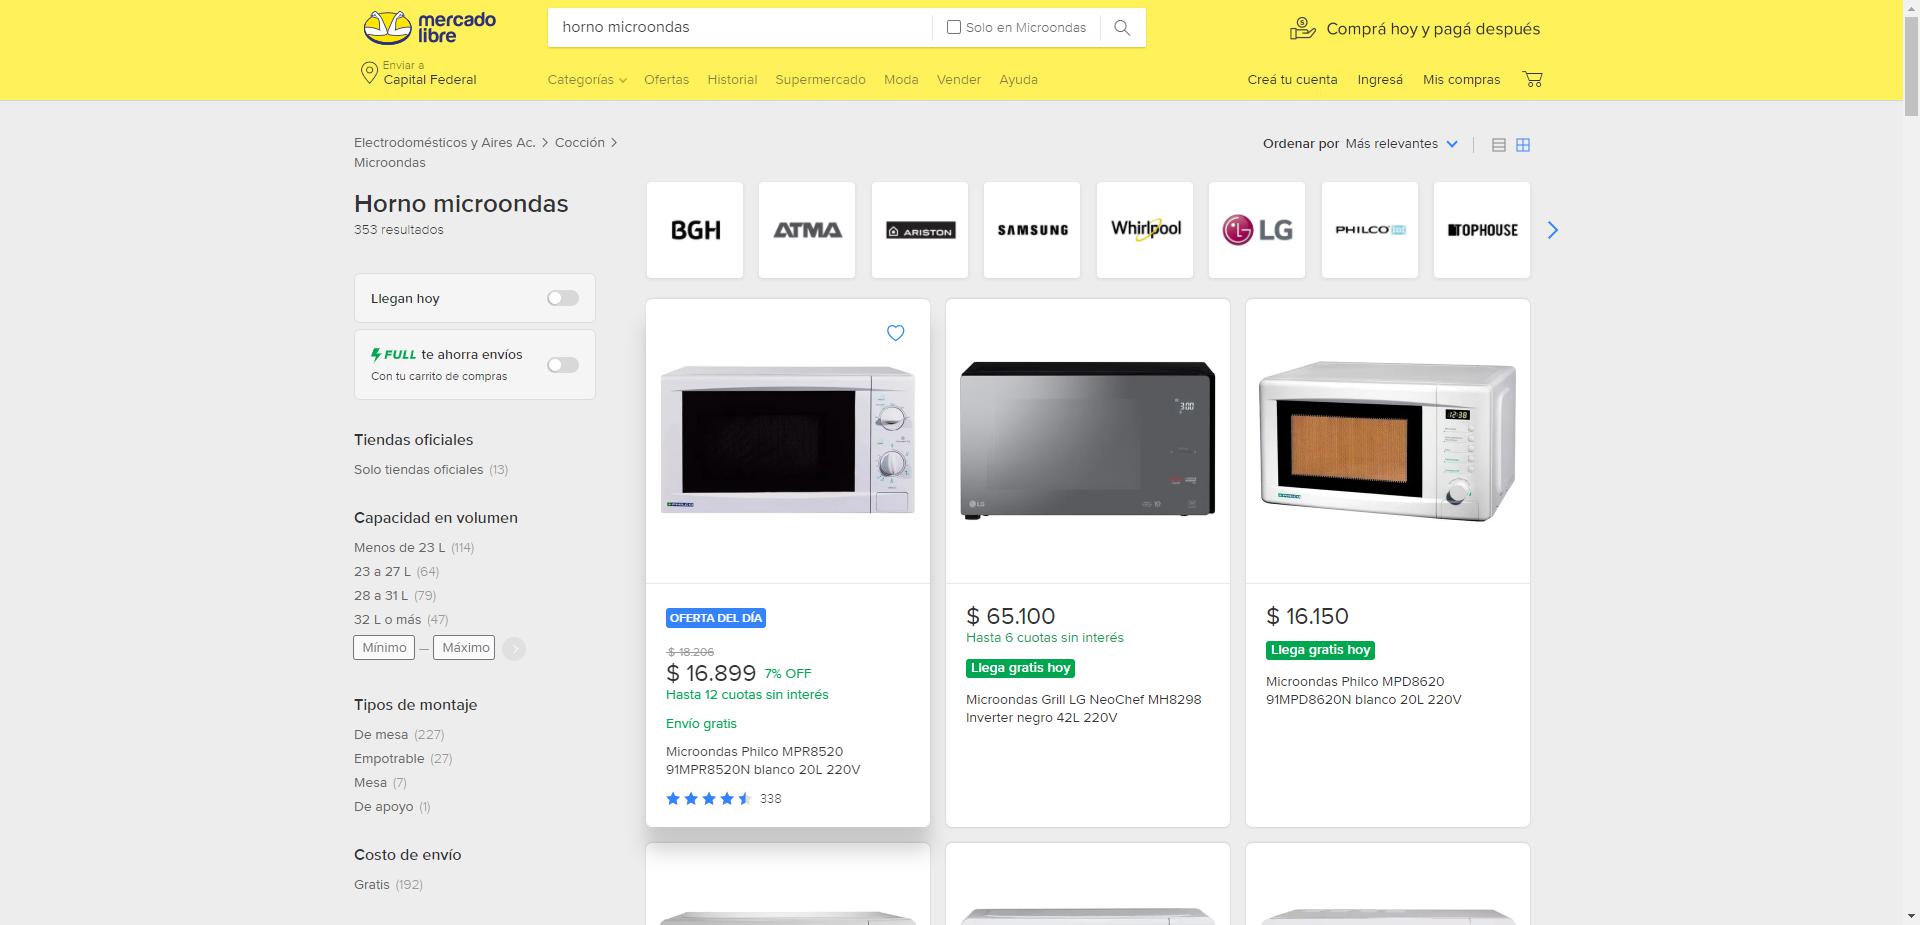 mercado
libre
horno microondas
Solo en Microondas
Comprá hoy y pagá después
Enviar a
Capital Federal
Categorías
Ofertas
Historial
Supermercado
Moda
Vender
Ayuda
Creá tu cuenta
Ingresá
Mis compras
Electrodomésticos y Aires Ac. > Cocción >
Microondas
Ordenar por Más relevantes
Horno microondas
353 resultados
BGH
ATMA
ARISTON
SAMSUNG
Whirlpool
LG
PHILCO
TOPHOUSE
Llegan hoy
FULL te ahorra envíos
Con tu carrito de compras
Tiendas oficiales
Solo tiendas oficiales (13)
Capacidad en volumen
Menos de 23 L (114)
23 a 27 L (64)
28 a 31 L (79)
32 L o más (47)
Mínimo — Máximo
Tipos de montaje
De mesa (227)
Empotrable (27)
Mesa (7)
De apoyo (1)
Costo de envío
Gratis (192)
PHILCO
OFERTA DEL DÍA
$ 18.206
$ 16.899 7% OFF
Hasta 12 cuotas sin interés
Envío gratis
Microondas Philco MPR8520
91MPR8520N blanco 20L 220V
338
3:00
LG
$ 65.100
Hasta 6 cuotas sin interés
Llega gratis hoy
Microondas Grill LG NeoChef MH8298
Inverter negro 42L 220V
12:38
PHILCO
$ 16.150
Llega gratis hoy
Microondas Philco MPD8620
91MPD8620N blanco 20L 220V